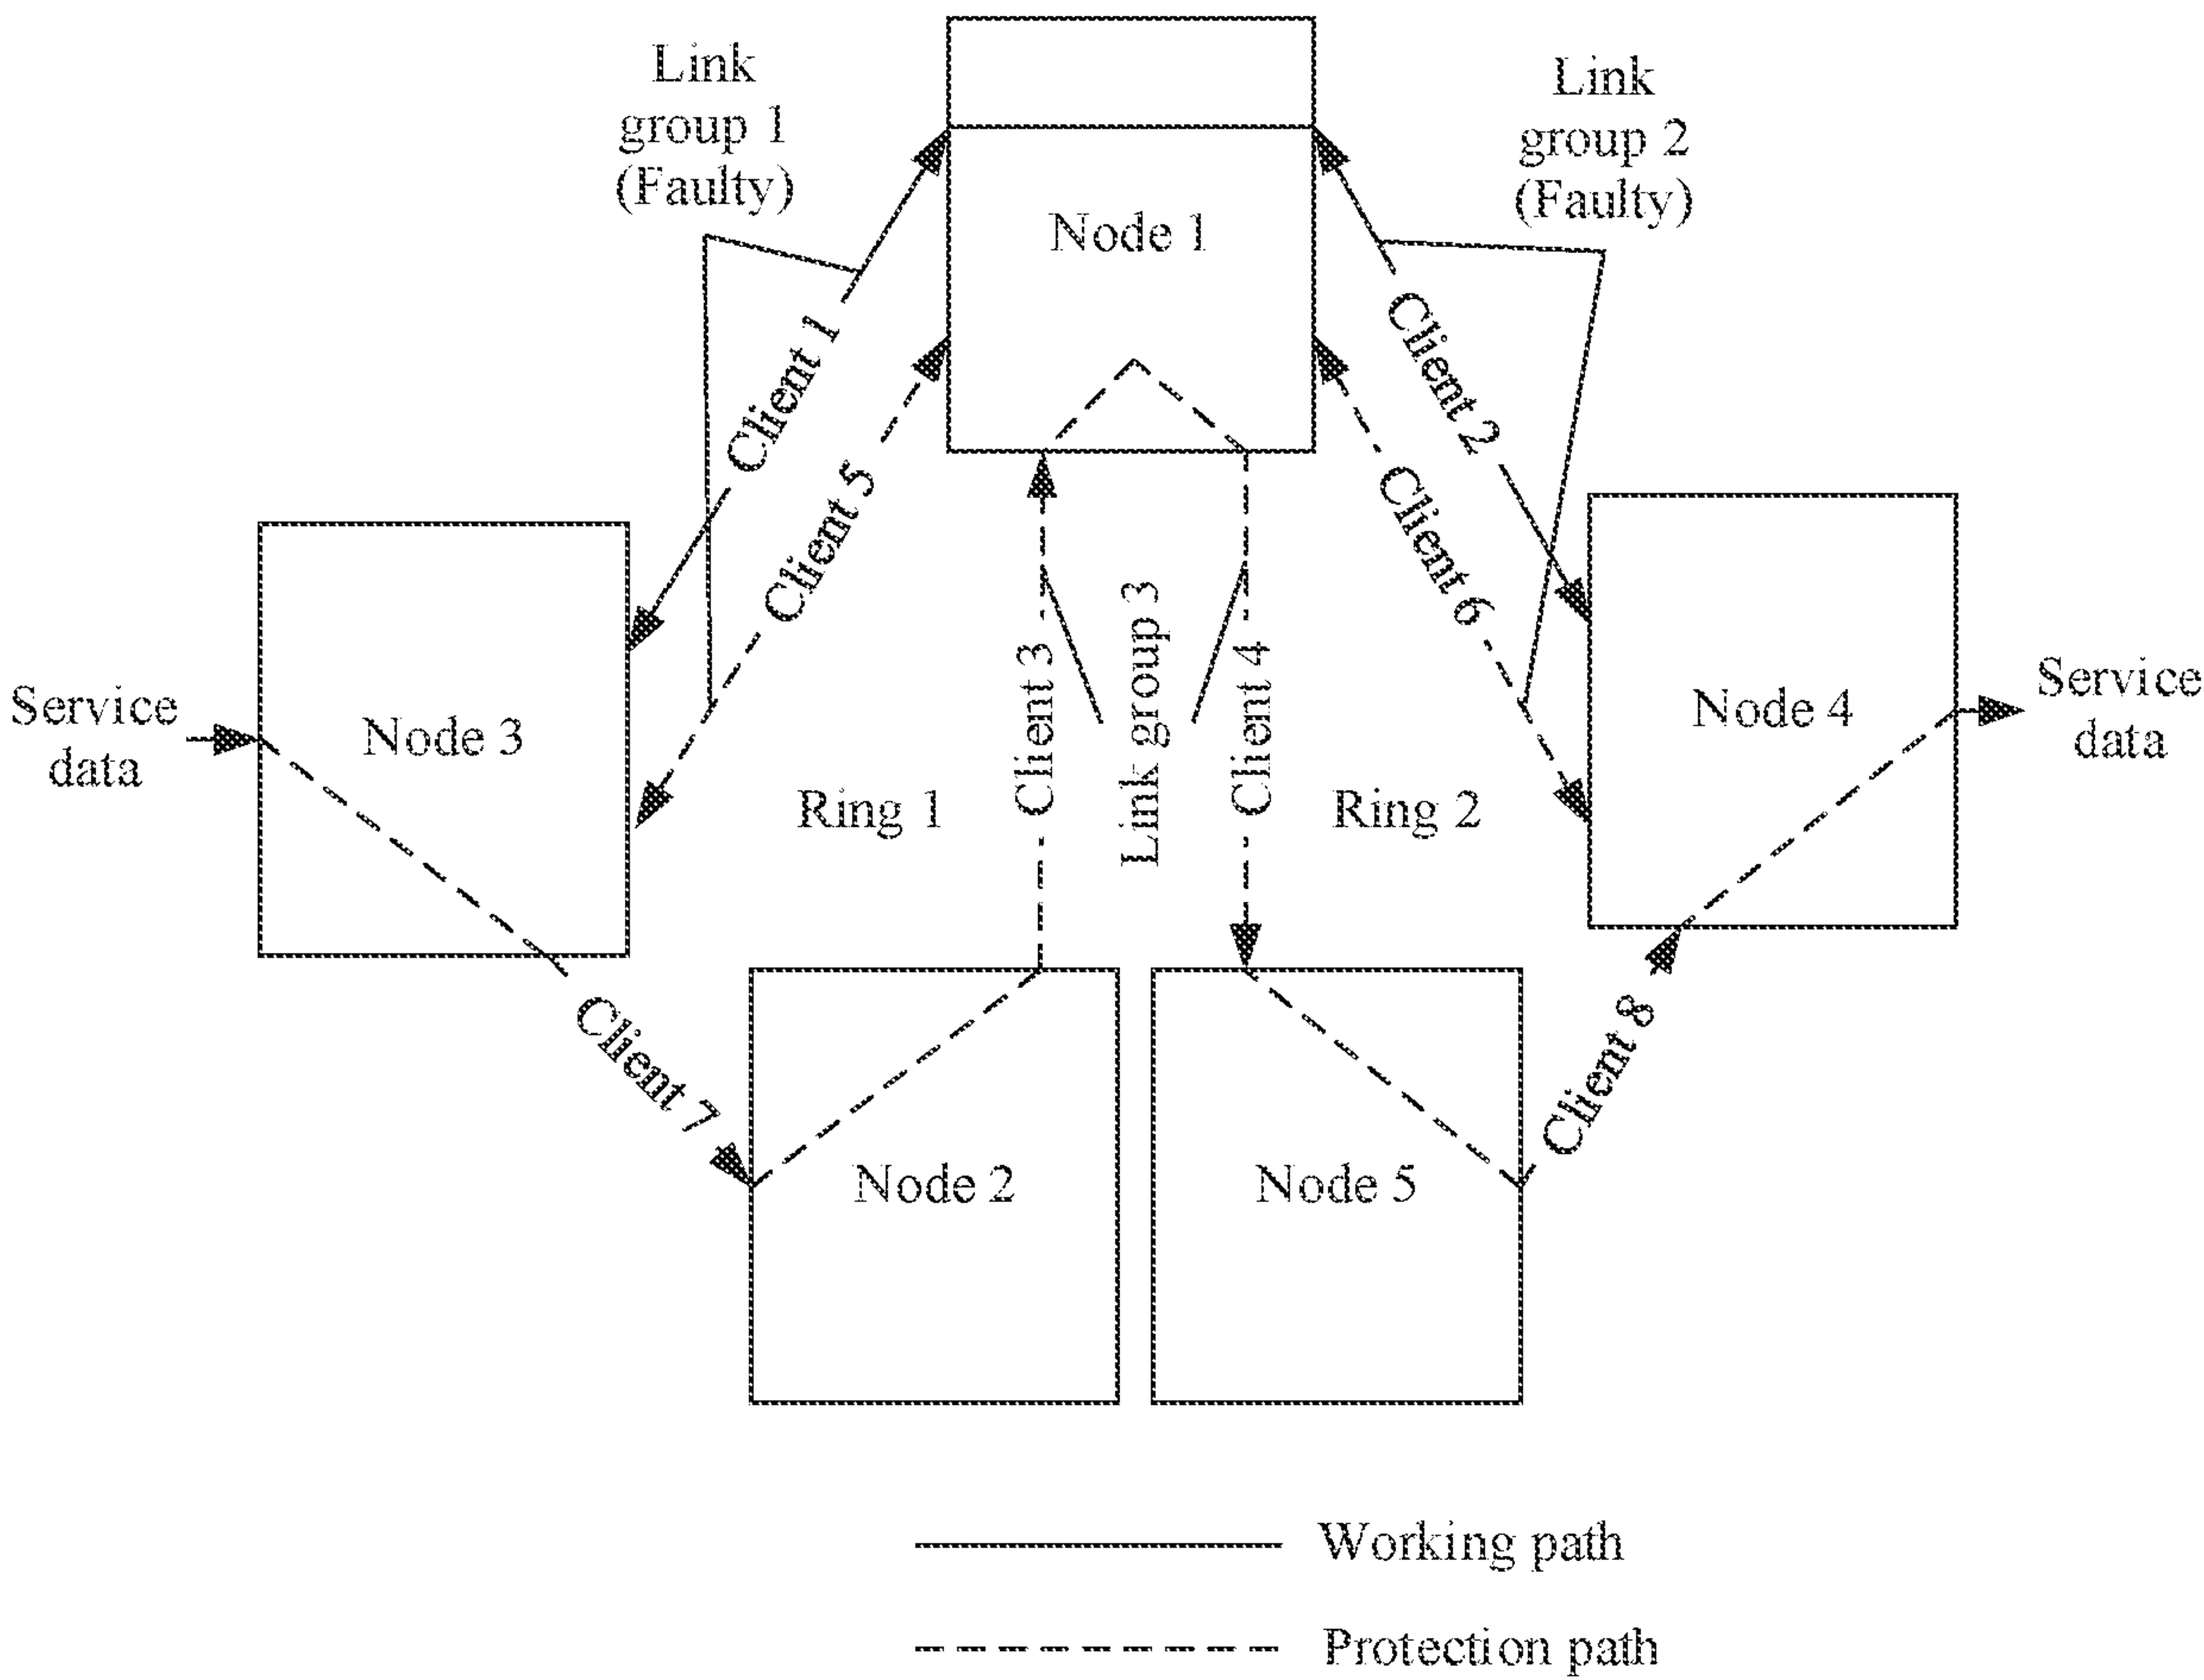 Link
group 1
(Faulty)
Link
group 2
(Faulty)
Node 1
Client 1
Client 5
Client 2
Client 6
Service
data
Node 3
Client 3
Link group 3
Client 4
Node 4
Service
data
Ring 1
Ring 2
Client 7
Client 8
Node 2
Node 5
Working path
Protection path